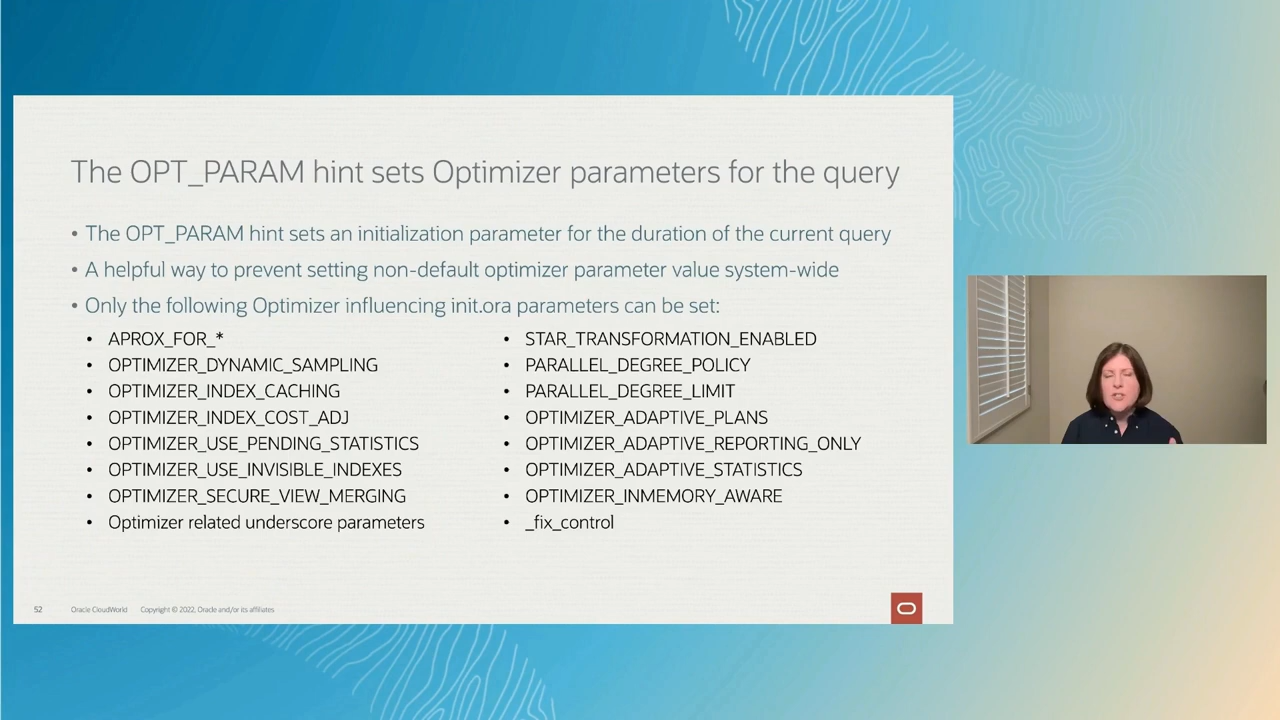 The OPT_PARAM hint sets Optimizer parameters for the query
• The OPT_PARAM hint sets an initialization parameter for the duration of the current query
• A helpful way to prevent setting non-default optimizer parameter value system-wide
• Only the following Optimizer influencing init.ora parameters can be set:
• APROX_FOR_*
• OPTIMIZER_DYNAMIC_SAMPLING
• OPTIMIZER_INDEX_CACHING
• OPTIMIZER_INDEX_COST_ADJ
• OPTIMIZER_USE_PENDING_STATISTICS
• OPTIMIZER_USE_INVISIBLE_INDEXES
• OPTIMIZER_SECURE_VIEW_MERGING
• Optimizer related underscore parameters
• STAR_TRANSFORMATION_ENABLED
• PARALLEL_DEGREE_POLICY
• PARALLEL_DEGREE_LIMIT
• OPTIMIZER_ADAPTIVE_PLANS
• OPTIMIZER_ADAPTIVE_REPORTING_ONLY
• OPTIMIZER_ADAPTIVE_STATISTICS
• OPTIMIZER_INMEMORY_AWARE
• _fix_control
52 Oracle CloudWorld Copyright © 2022, Oracle and/or its affiliates